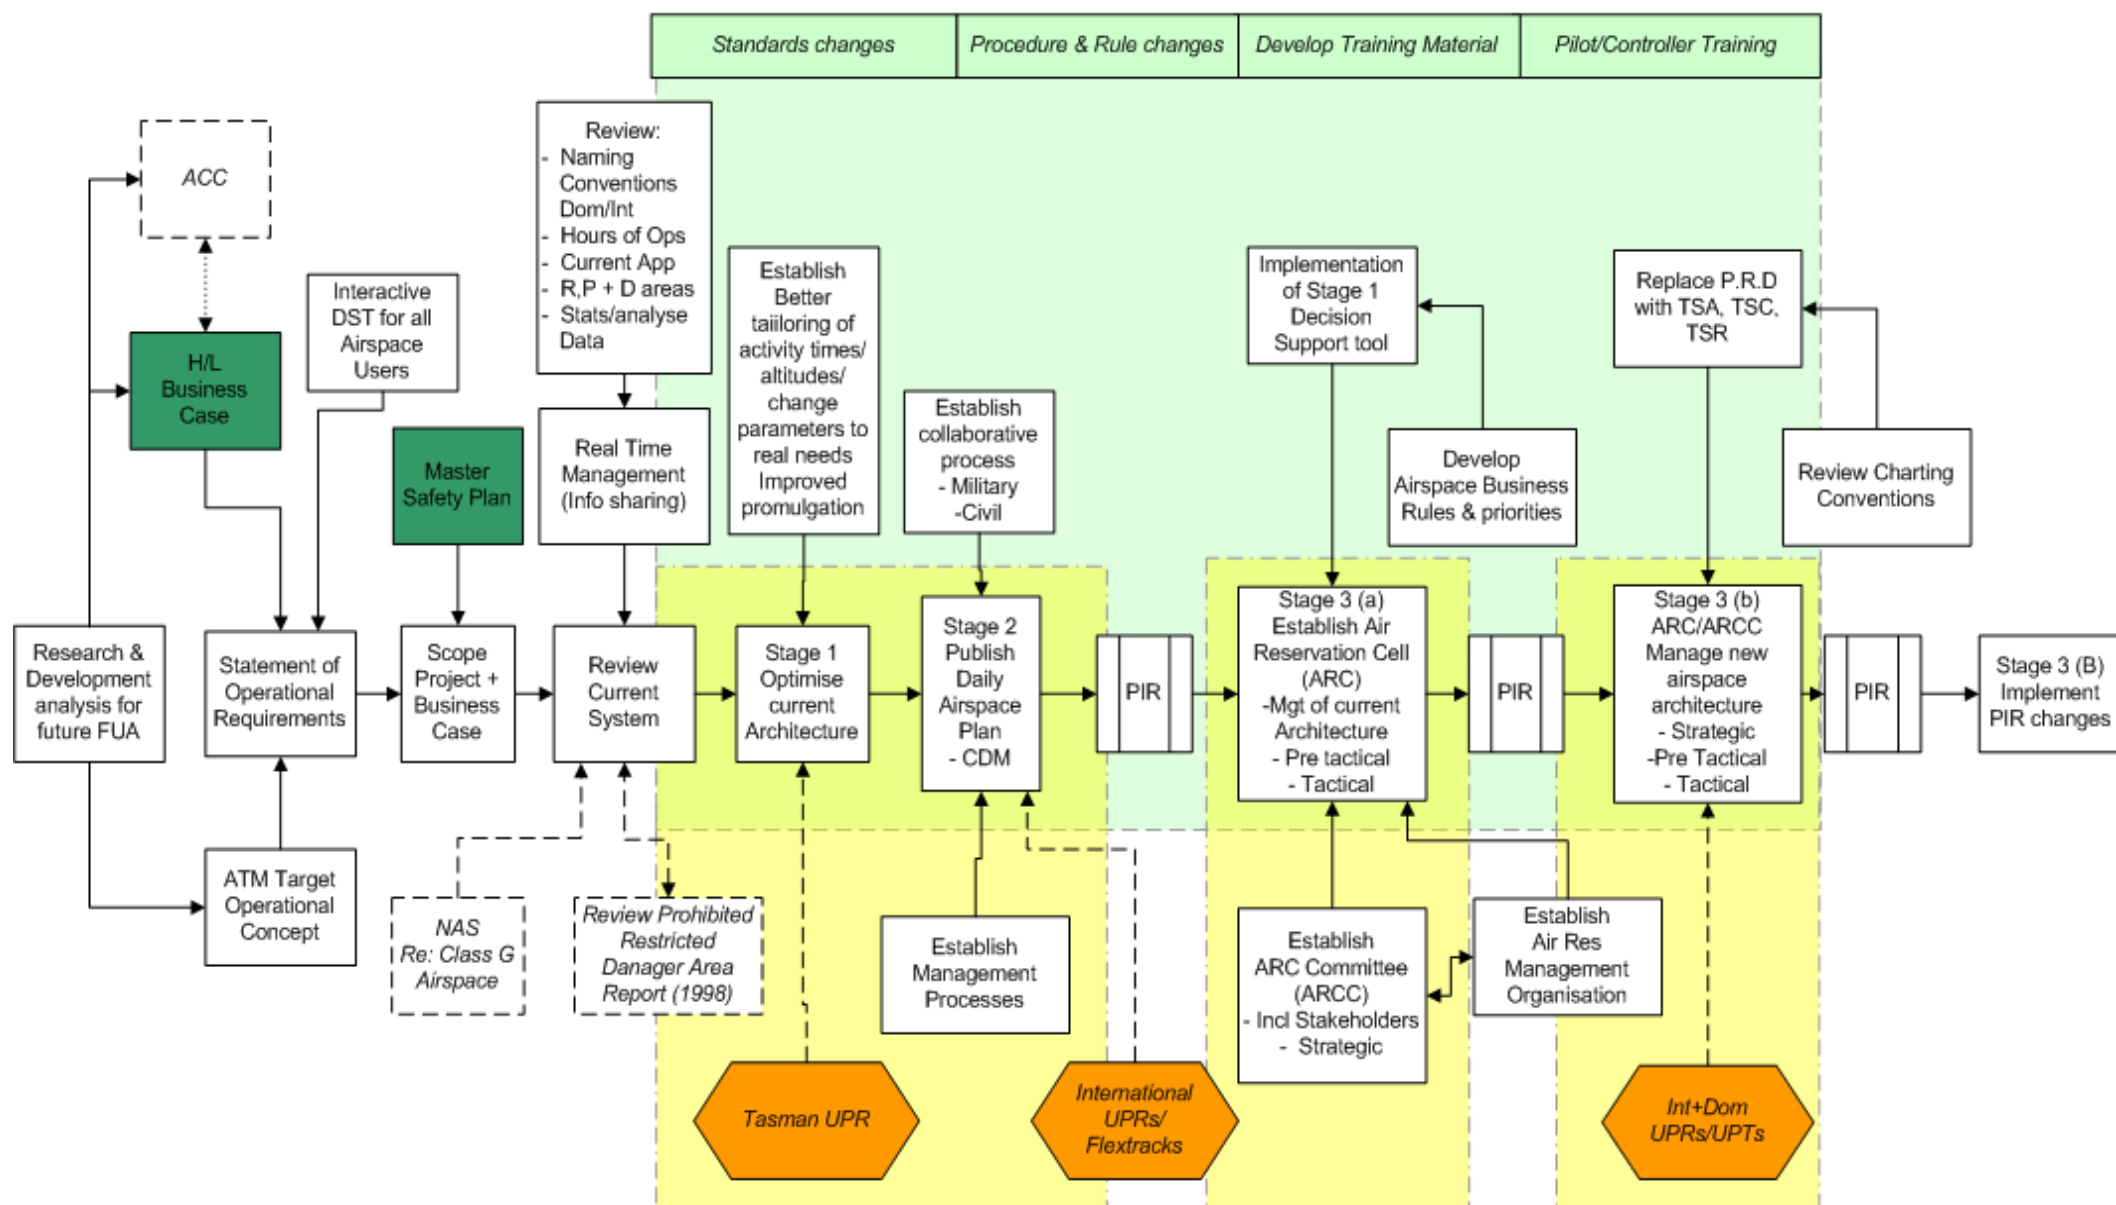 Standards changes
Procedure & Rule changes
Develop Training Material
Pilot/Controller Training
ACC
H/L
Business
Case
Interactive
DST for all
Airspace
Users
Master
Safety Plan
Review:
- Naming
Conventions
Dom/Int
- Hours of Ops
- Current App
- R,P + D areas
- Stats/analyse
Data
Real Time
Management
(Info sharing)
Establish
Better
taiiloring of
activity times/
altitudes/
change
parameters to
real needs
Improved
promulgation
Establish
collaborative
process
- Military
-Civil
Implementation
of Stage 1
Decision
Support tool
Develop
Airspace Business
Rules & priorities
Replace P.R.D
with TSA, TSC,
TSR
Review Charting
Conventions
Research &
Development
analysis for
future FUA
Statement of
Operational
Requirements
Scope
Project +
Business
Case
Review
Current
System
Stage 1
Optimise
current
Architecture
Stage 2
Publish
Daily
Airspace
Plan
- CDM
PIR
Stage 3 (a)
Establish Air
Reservation Cell
(ARC)
-Mgt of current
Architecture
- Pre tactical
- Tactical
PIR
Stage 3 (b)
ARC/ARCC
Manage new
airspace
architecture
- Strategic
-Pre Tactical
- Tactical
PIR
Stage 3 (B)
Implement
PIR changes
ATM Target
Operational
Concept
NAS
Re: Class G
Airspace
Review Prohibited
Restricted
Danager Area
Report (1998)
Establish
Management
Processes
Establish
ARC Committee
(ARCC)
- Incl Stakeholders
- Strategic
Establish
Air Res
Management
Organisation
Tasman UPR
International
UPRs/
Flextracks
Int+Dom
UPRs/UPTs